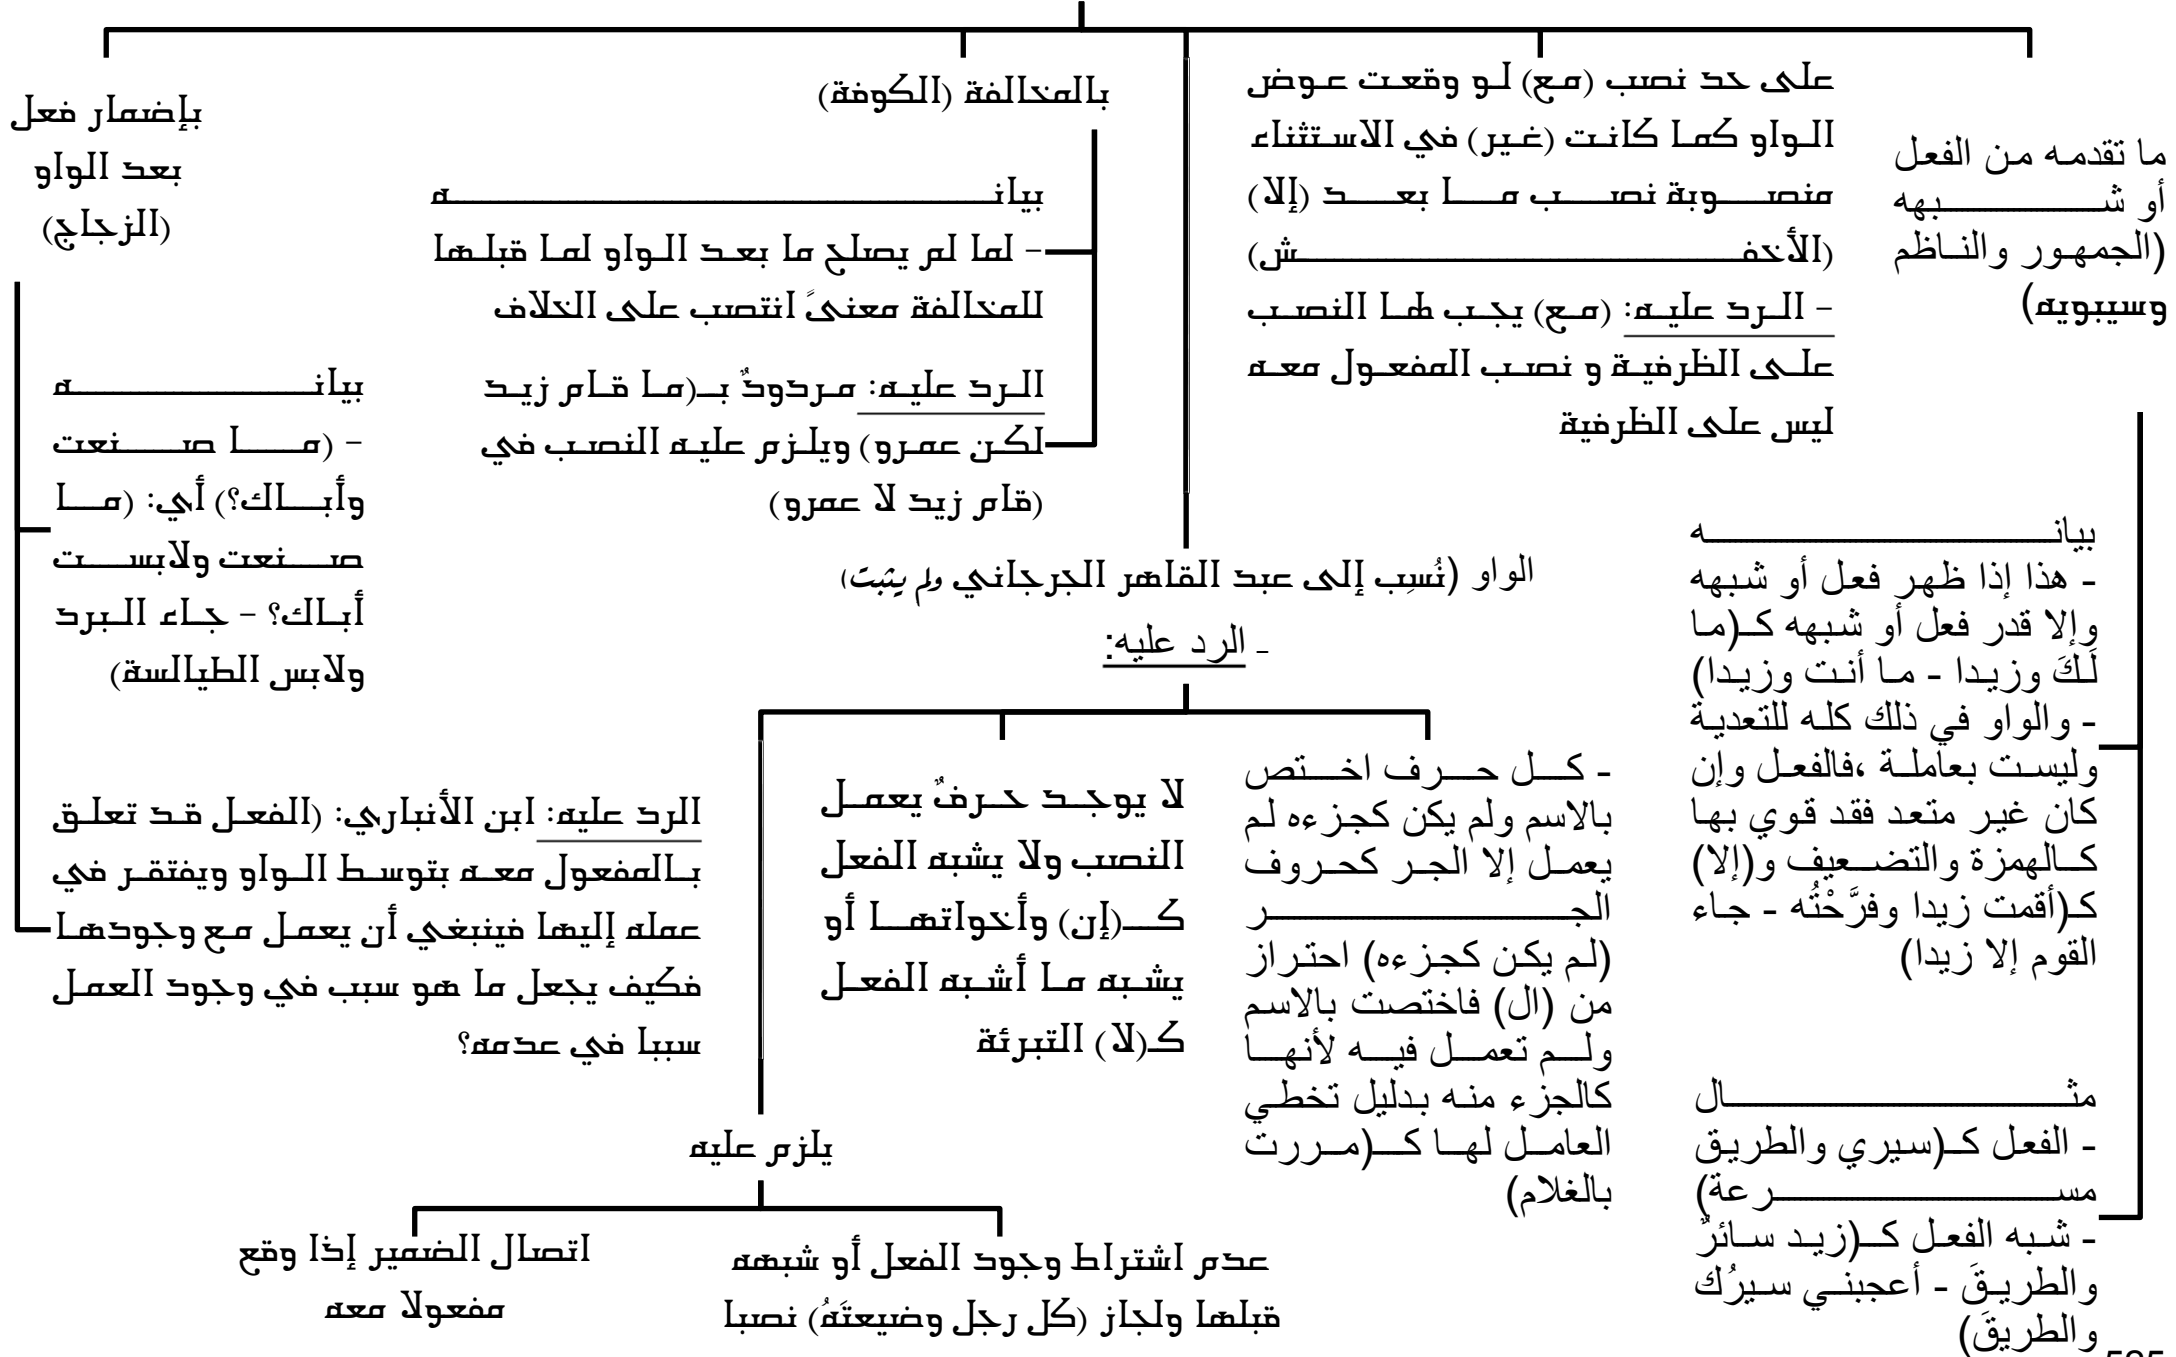 ما تقدمه من الفعل
أو شبهه
(الجمهور والناظم
وسيبويه)
بيانه
- هذا إذا ظهر فعل أو شبهه
وإلا قدر فعل أو شبهه كـ(ما
لَكَ وزيدا - ما أنت وزيدا)
- والواو في ذلك كله للتعدية
وليست بعاملة ،فالفعل وإن
كان غير متعد فقد قوي بها
كالهمزة والتضعيف و(إلا)
كـ(أقمت زيدا وفرَّحْتُه - جاء
القوم إلا زيدا)
مثال
- الفعل كـ(سيري والطريق
مسرعة)
- شبه الفعل كـ(زيد سائرٌ
والطريقَ - أعجبني سيرُك
والطريقَ)
على حد نصب (مع) لو وقعت عوض
الواو كما كانت (غير) في الاستثناء
منصوبة نصب ما بعد (إلا)
(الأخفش)
- الرد عليه: (مع) يجب لها النصب
على الظرفية و نصب المفعول معه
ليس على الظرفية
الواو (نُسِب إلى عبد القاهر الجرجاني ولم يثبت)
- الرد عليه:
- كل حرف اختص
بالاسم ولم يكن كجزءه لم
يعمل إلا الجر كحروف
الجر
(لم يكن كجزءه) احتراز
من (ال) فاختصت بالاسم
ولم تعمل فيه لأنها
كالجزء منه بدليل تخطي
العامل لها كـ(مررت
بالغلام)
لا يوجد حرفٌ يعمل
النصب ولا يشبه الفعل
كـ(إن) وأخواتها أو
يشبه ما أشبه الفعل
كـ(لا) التبرئة
يلزم عليه
عدم اشتراط وجود الفعل أو شبهه
قبلها ولجاز (كل رجل وضيعتَهُ) نصبا
اتصال الضمير إذا وقع
مفعولا معه
بالمخالفة (الكوفة)
بيانه
- لما لم يصلح ما بعد الواو لما قبلها
للمخالفة معنىً انتصب على الخلاف
الرد عليه: مردودٌ بـ(ما قام زيد
لكن عمرو) ويلزم عليه النصب في
(قام زيد لا عمرو)
بإضمار فعل
بعد الواو
(الزجاج)
بيانه
- (ما صنعت
وأباك؟) أي: (ما
صنعت ولابست
أباك؟ - جاء البرد
ولابس الطيالسة)
الرد عليه: ابن الأنباري: (الفعل قد تعلق
بالمفعول معه بتوسط الواو ويفتقر في
عمله إليها فينبغي أن يعمل مع وجودها
فكيف يجعل ما هو سبب في وجود العمل
سببا في عدمه؟